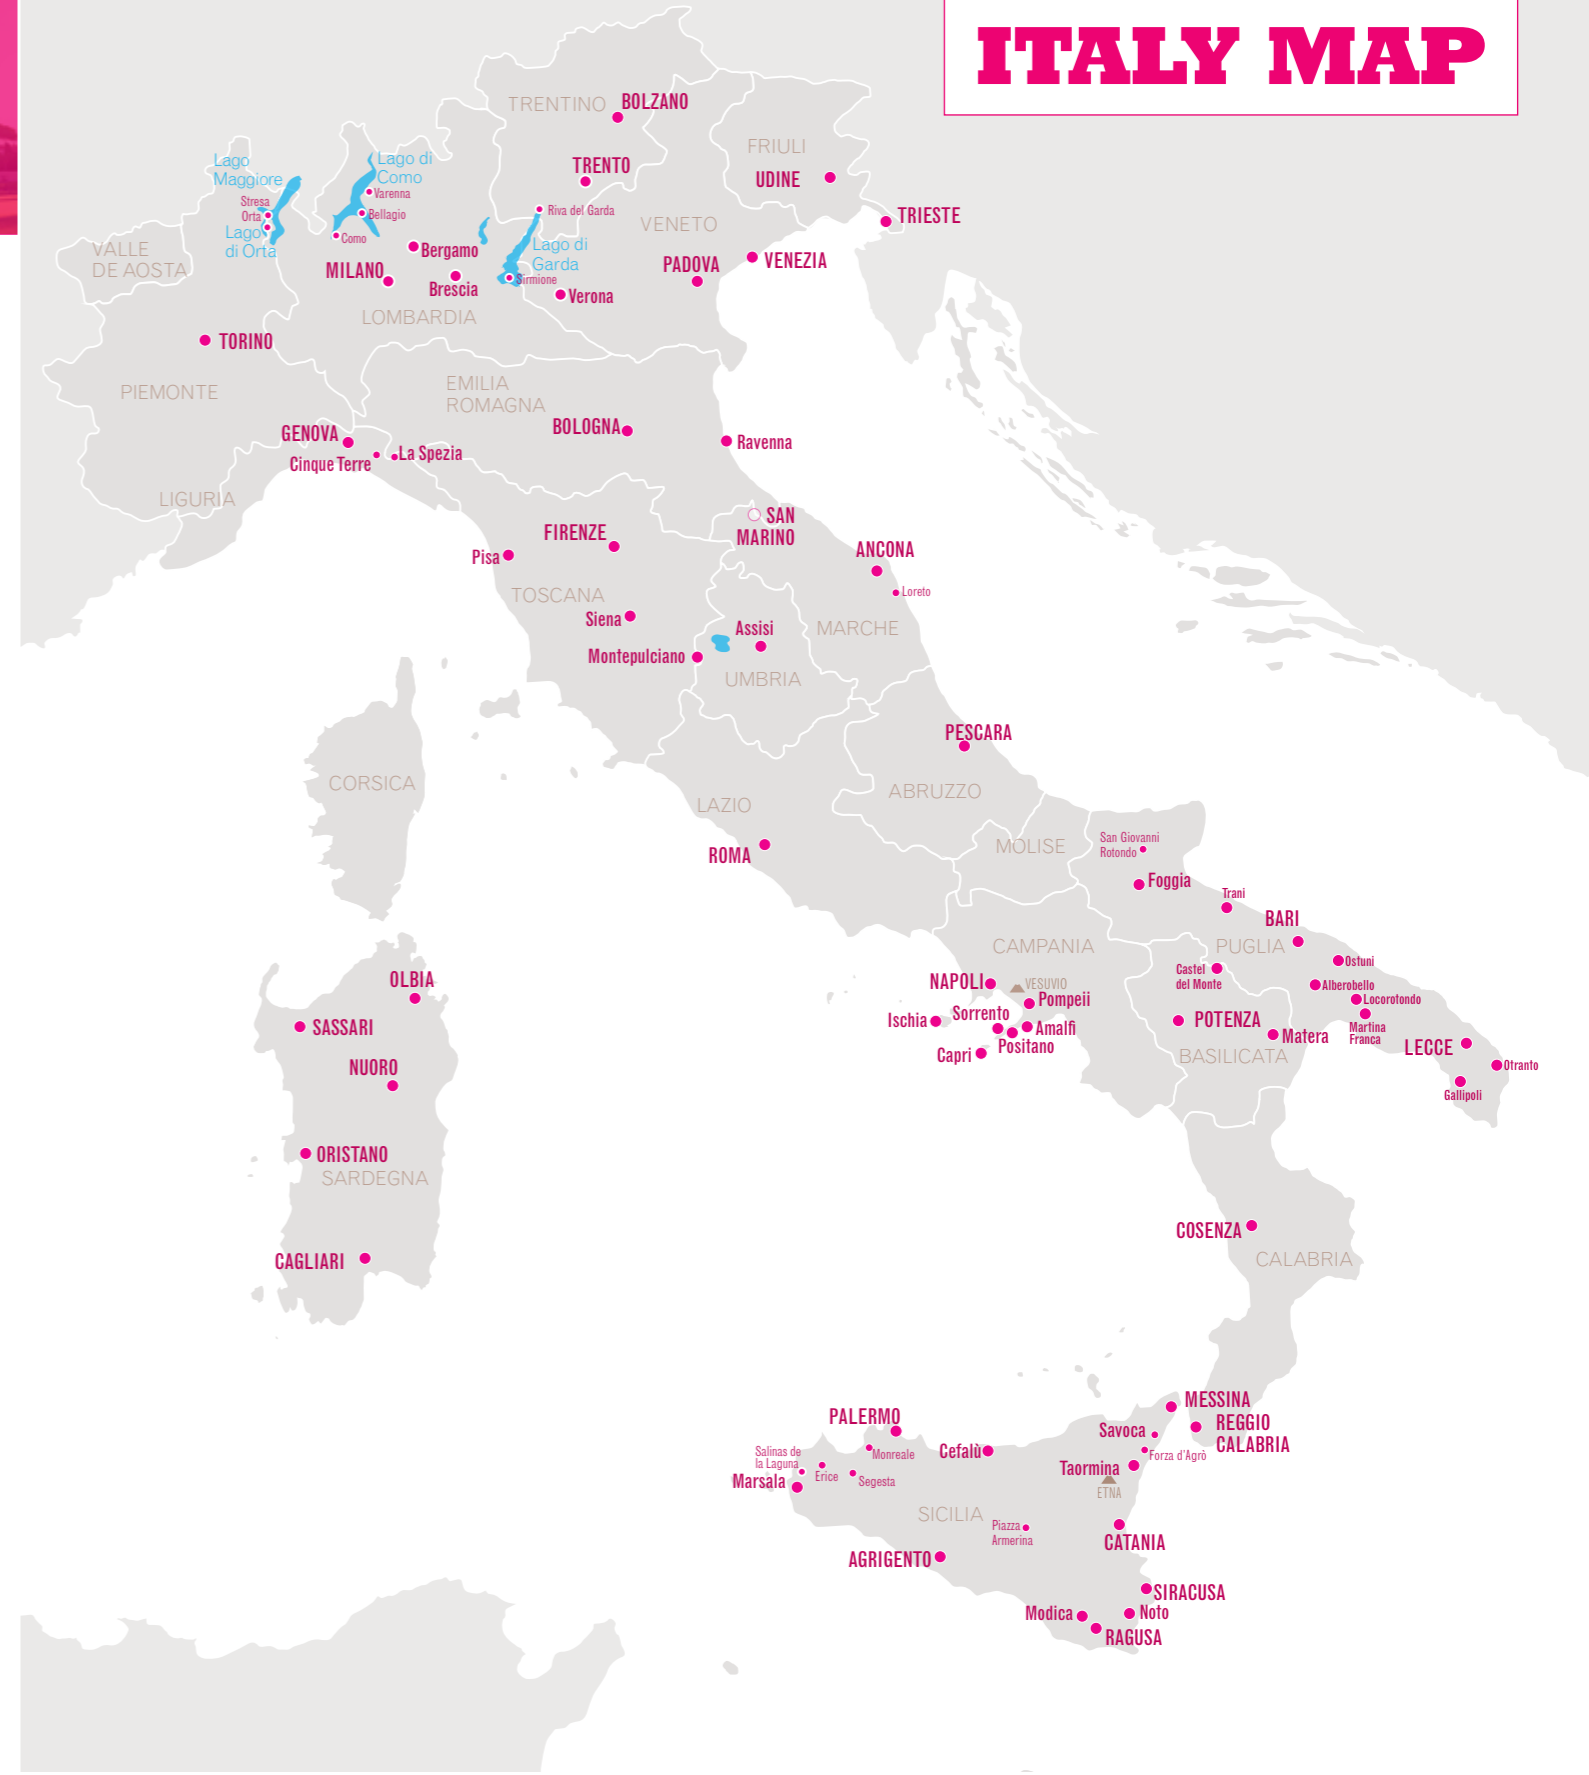 ITALY MAP
TRENTINO
BOLZANO
FRIULI
TRENTO
UDINE
Lago
Maggiore
Lago di
Como
Varenna
Stresa
Orta
Bellagio
Riva del Garda
TRIESTE
VENETO
Lago
di Orta
Como
VALLE
DE AOSTA
Bergamo
Lago di
Garda
MILANO
PADOVA
VENEZIA
Brescia
Sirmione
Verona
LOMBARDIA
TORINO
PIEMONTE
EMILIA
ROMAGNA
GENOVA
BOLOGNA
Ravenna
Cinque Terre
La Spezia
LIGURIA
SAN
MARINO
FIRENZE
Pisa
ANCONA
Loreto
TOSCANA
Siena
Assisi
MARCHE
Montepulciano
UMBRIA
PESCARA
CORSICA
ABRUZZO
LAZIO
ROMA
MOLISE
San Giovanni
Rotondo
Foggia
Trani
BARI
CAMPANIA
PUGLIA
Ostuni
OLBIA
NAPOLI
VESUVIO
Castel
del Monte
Alberobello
Pompeii
Locorotondo
SASSARI
Ischia
Sorrento
Amalfi
POTENZA
Martina
Franca
Matera
Positano
Capri
BASILICATA
LECCE
NUORO
Otranto
Gallipoli
ORISTANO
SARDEGNA
COSENZA
CALABRIA
CAGLIARI
MESSINA
PALERMO
REGGIO
CALABRIA
Savoca
Salinas de
la Laguna
Monreale
Cefalù
Forza d'Agrò
Taormina
Marsala
Erice
Segesta
ETNA
SICILIA
Piazza
Armerina
CATANIA
AGRIGENTO
SIRACUSA
Modica
Noto
RAGUSA